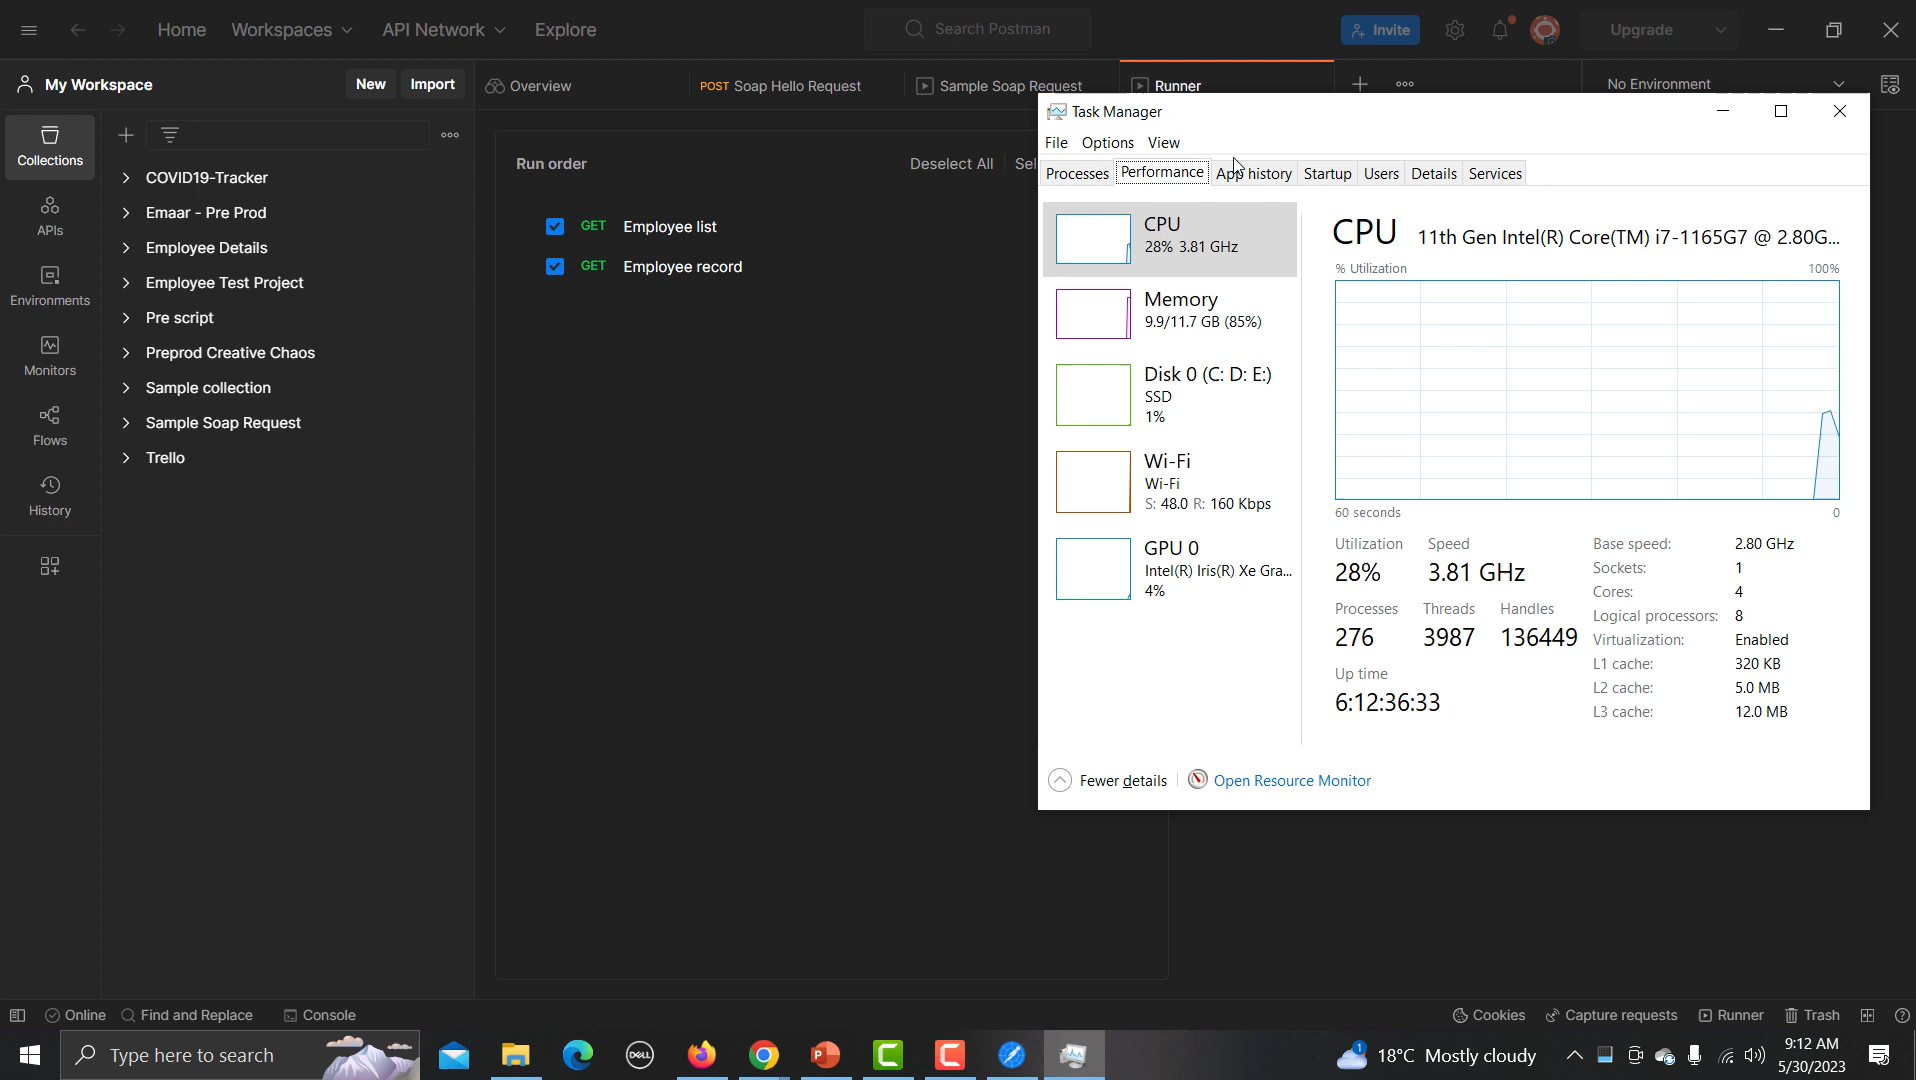 Home Workspaces API Network Explore Search Postman Invite Upgrade
My Workspace New Import Overview POST Soap Hello Request Sample Soap Request Runner No Environment
Collections
APIs
Environments
Monitors
Flows
History
COVID19-Tracker
Emaar - Pre Prod
Employee Details
Employee Test Project
Pre script
Preprod Creative Chaos
Sample collection
Sample Soap Request
Trello
Run order Deselect All Sel
GET Employee list
GET Employee record
Task Manager
File Options View
Processes Performance App history Startup Users Details Services
CPU
28% 3.81 GHz
Memory
9.9/11.7 GB (85%)
Disk 0 (C: D: E:)
SSD
1%
Wi-Fi
Wi-Fi
S: 48.0 R: 160 Kbps
GPU 0
Intel(R) Iris(R) Xe Gra...
4%
CPU 11th Gen Intel(R) Core(TM) i7-1165G7 @ 2.80G...
% Utilization 100%
60 seconds 0
Utilization Speed
28% 3.81 GHz
Processes Threads Handles
276 3987 136449
Up time
6:12:36:33
Base speed: 2.80 GHz
Sockets: 1
Cores: 4
Logical processors: 8
Virtualization: Enabled
L1 cache: 320 KB
L2 cache: 5.0 MB
L3 cache: 12.0 MB
Fewer details Open Resource Monitor
Online Find and Replace Console Cookies Capture requests Runner Trash
Type here to search DELL 1 18°C Mostly cloudy 9:12 AM
5/30/2023